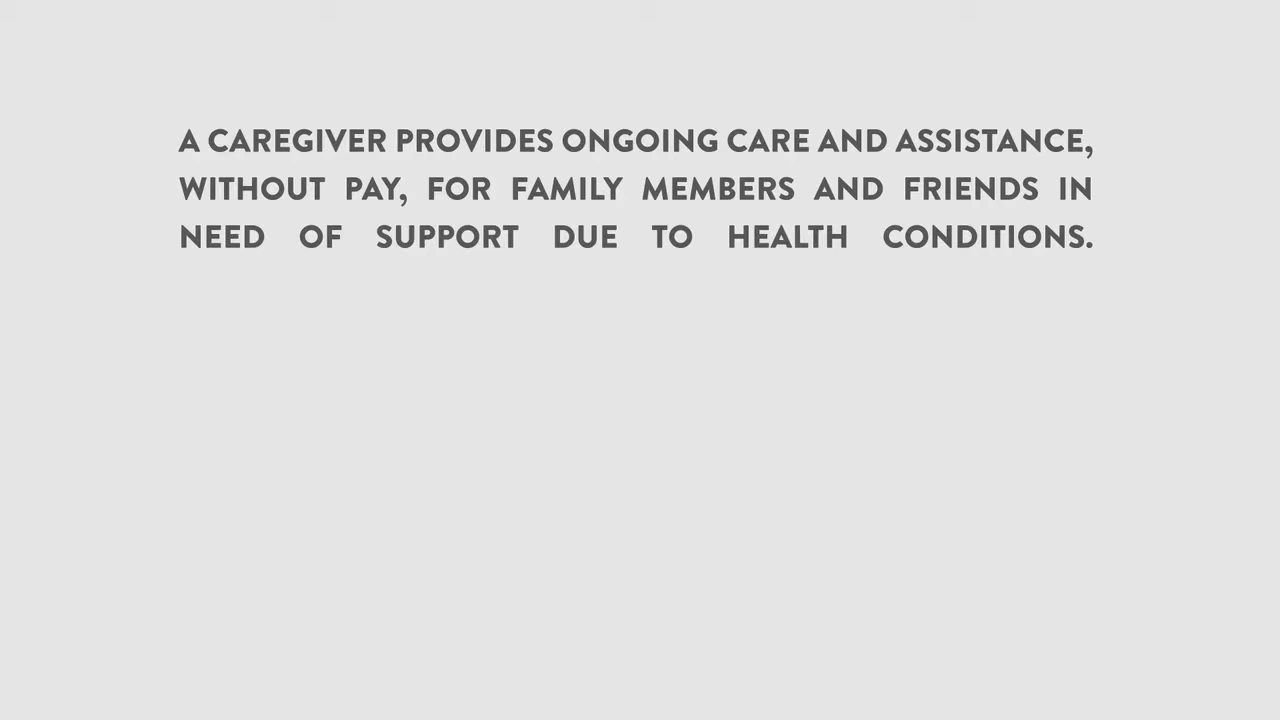 A CAREGIVER PROVIDES ONGOING CARE AND ASSISTANCE,
WITHOUT PAY, FOR FAMILY MEMBERS AND FRIENDS IN
NEED OF SUPPORT DUE TO HEALTH CONDITIONS.